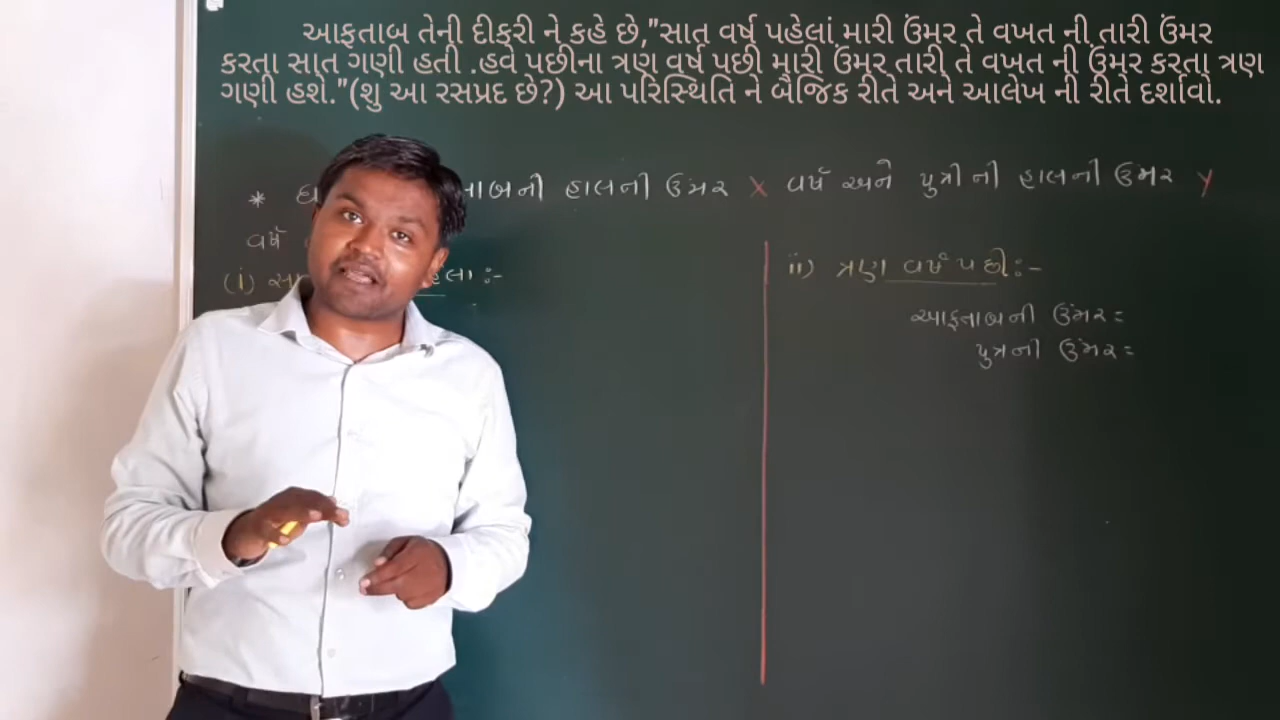 આફતાબ તેની દીકરી ને કહે છે,"સાત વર્ષ પહેલાં મારી ઉંમર તે વખત ની તારી ઉંમર
કરતા સાત ગણી હતી .હવે પછીના ત્રણ વર્ષ પછી મારી ઉંમર તારી તે વખત ની ઉંમર કરતા ત્રણ
ગણી હશે."(શુ આ રસપ્રદ છે?) આ પરિસ્થિતિ ને બૈજિક રીતે અને આલેખ ની રીતે દર્શાવો.
* હાલની ઉંમર x વર્ષ અને પુત્રી ની હાલની ઉંમર y
વર્ષ
(i)
ii) ત્રણ વર્ષ પછી:-
આફતાબની ઉંમર =
પુત્રની ઉંમર =